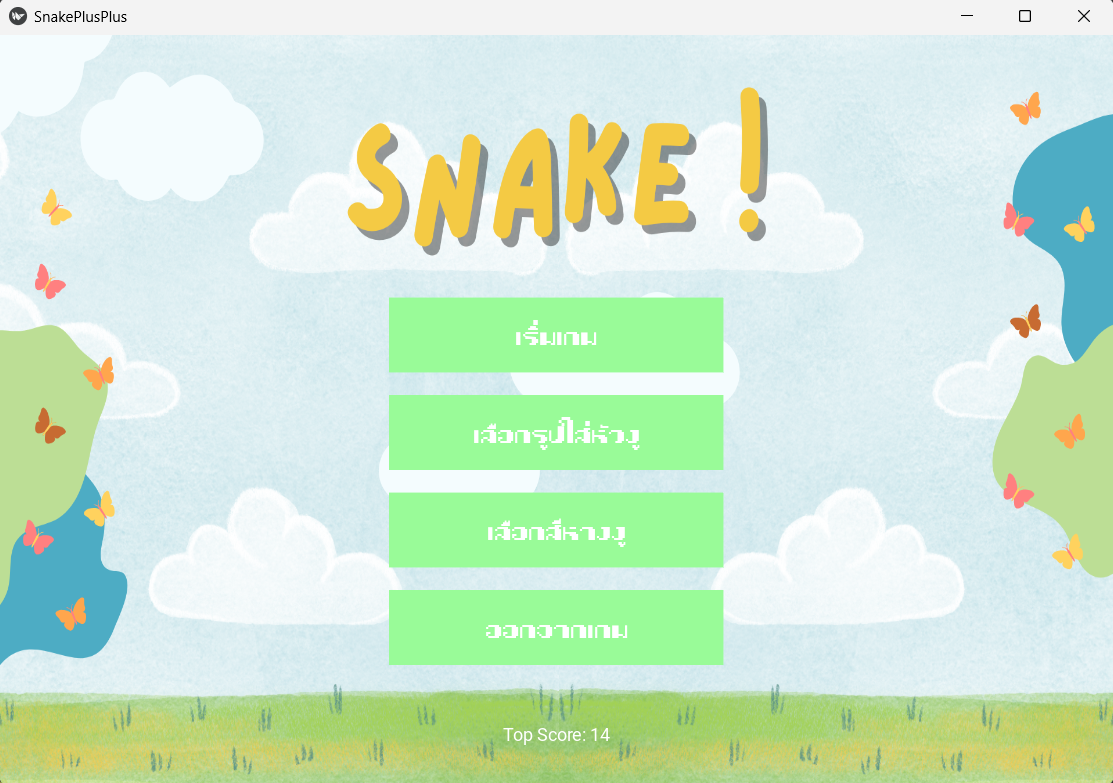 SnakePlusPlus
SNAKE!
เริ่มเกม
เลือกรูปใส่หัวงู
เลือกสีหางงู
ออกจากเกม
Top Score: 14